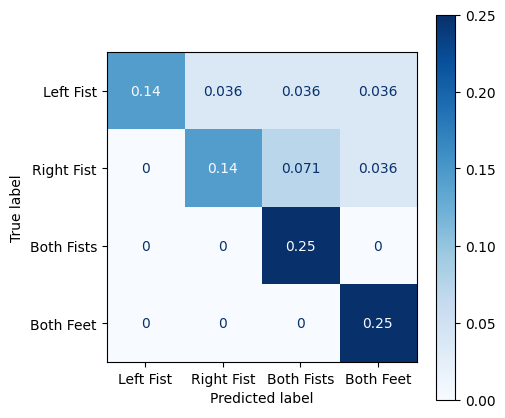 Left Fist 0.14 0.036 0.036 0.036
Right Fist 0 0.14 0.071 0.036
Both Fists 0 0 0.25 0
Both Feet 0 0 0 0.25
Left Fist Right Fist Both Fists Both Feet
Predicted label
True label
0.25
0.20
0.15
0.10
0.05
0.00